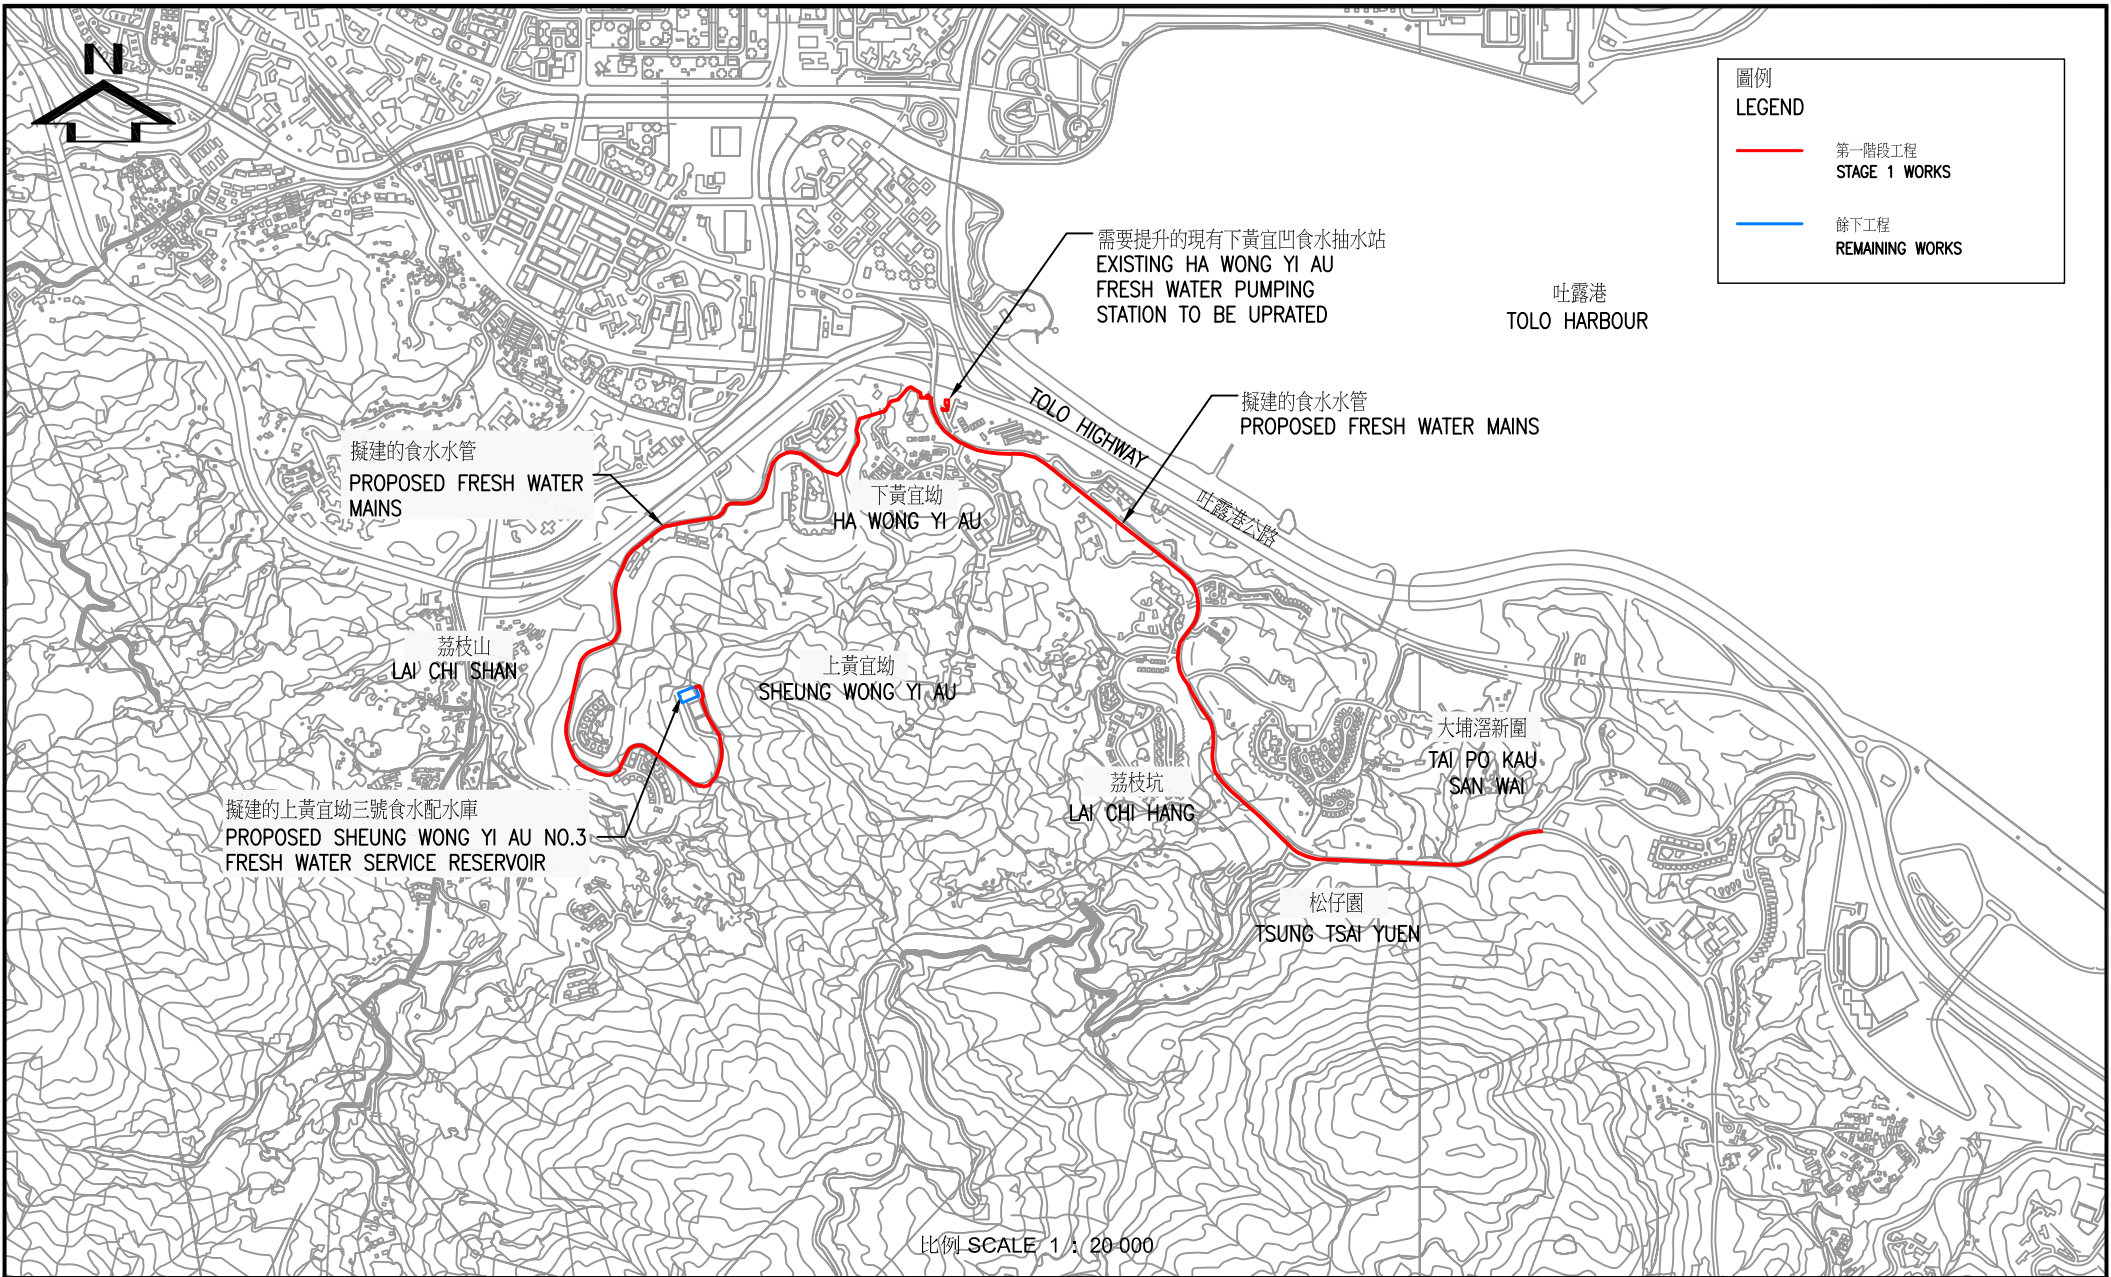 N
圖例
LEGEND
第一階段工程
STAGE 1 WORKS
餘下工程
REMAINING WORKS
需要提升的現有下黃宜凹食水抽水站
EXISTING HA WONG YI AU
FRESH WATER PUMPING
STATION TO BE UPRATED
吐露港
TOLO HARBOUR
TOLO HIGHWAY
吐露港公路
擬建的食水水管
PROPOSED FRESH WATER MAINS
擬建的食水水管
PROPOSED FRESH WATER
MAINS
下黃宜坳
HA WONG YI AU
荔枝山
LAI CHI SHAN
上黃宜坳
SHEUNG WONG YI AU
大埔滘新圍
TAI PO KAU
SAN WAI
荔枝坑
LAI CHI HANG
擬建的上黃宜坳三號食水配水庫
PROPOSED SHEUNG WONG YI AU NO.3
FRESH WATER SERVICE RESERVOIR
松仔園
TSUNG TSAI YUEN
比例 SCALE 1 : 20 000